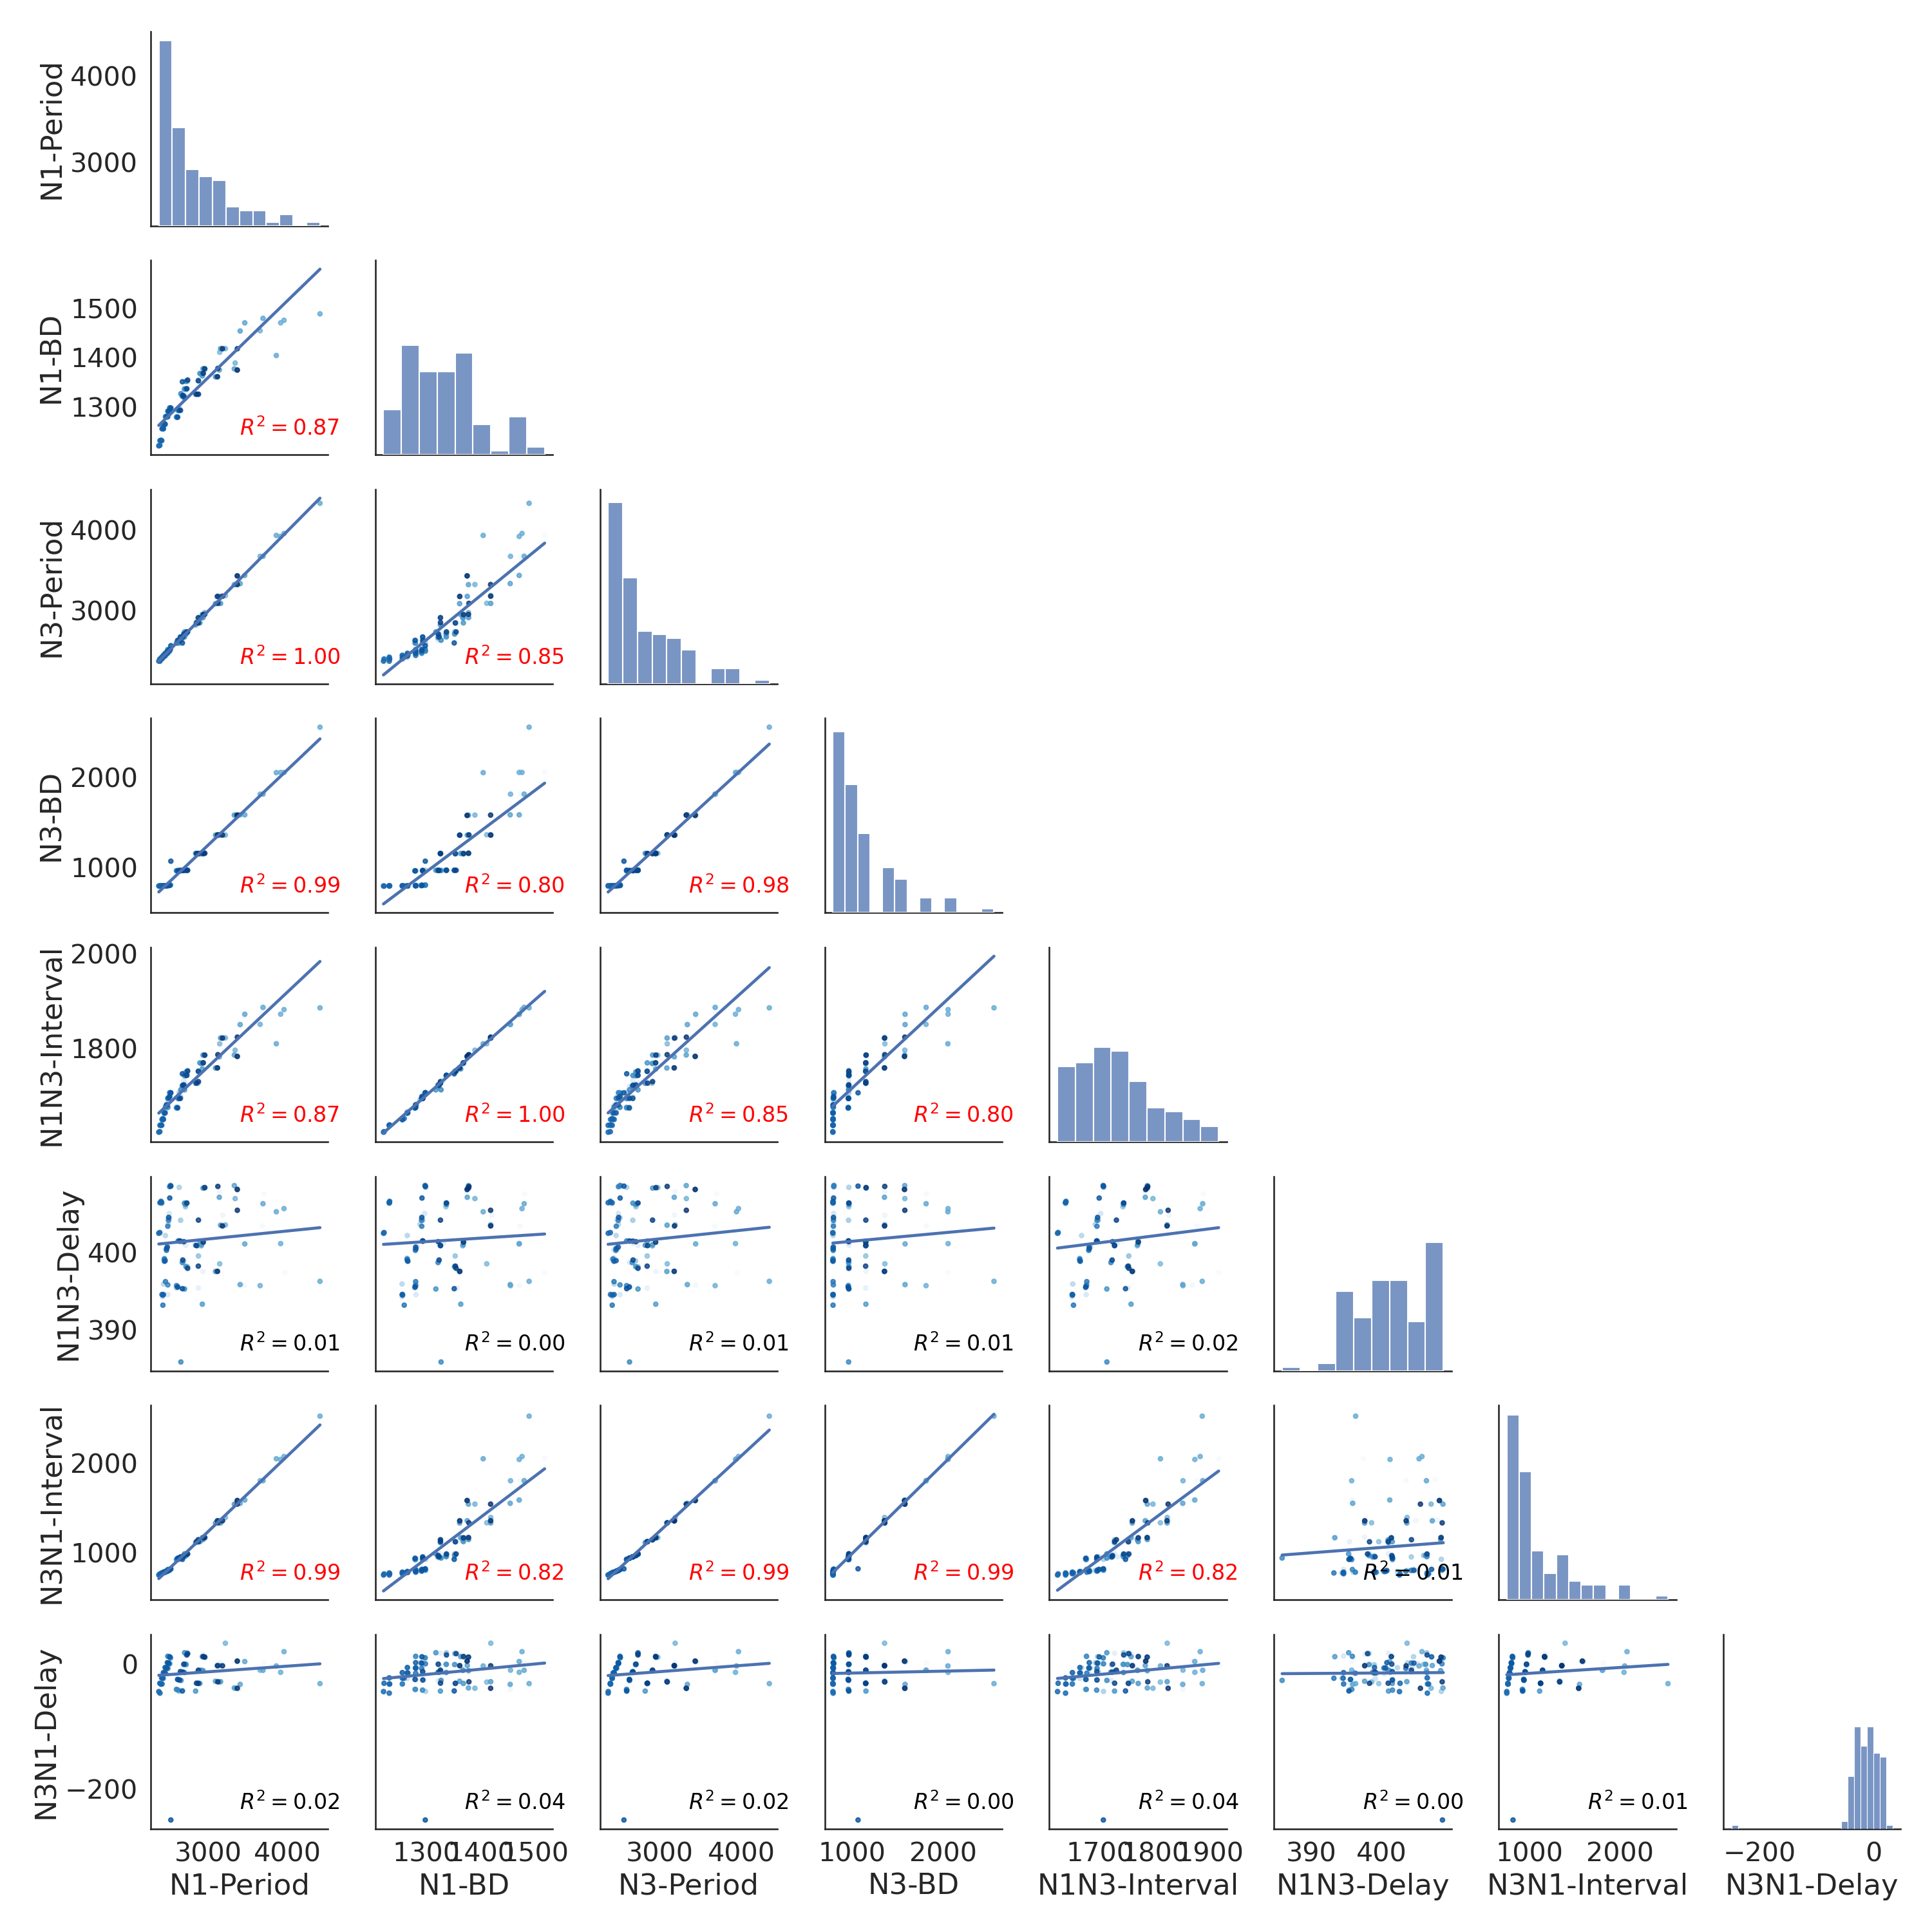 N1-Period
4000
3000
N1-BD
1500
1400
1300
R² = 0.87
N3-Period
4000
3000
R² = 1.00
R² = 0.85
N3-BD
2000
1000
R² = 0.99
R² = 0.80
R² = 0.98
N1N3-Interval
2000
1800
R² = 0.87
R² = 1.00
R² = 0.85
R² = 0.80
N1N3-Delay
400
390
R² = 0.01
R² = 0.00
R² = 0.01
R² = 0.01
R² = 0.02
N3N1-Interval
2000
1000
R² = 0.99
R² = 0.82
R² = 0.99
R² = 0.99
R² = 0.82
R² = 0.01
N3N1-Delay
0
−200
R² = 0.02
R² = 0.04
R² = 0.02
R² = 0.00
R² = 0.04
R² = 0.00
R² = 0.01
3000 4000
1300 1400 1500
3000 4000
1000 2000
1700 1800 1900
390 400
1000 2000
−200 0
N1-Period
N1-BD
N3-Period
N3-BD
N1N3-Interval
N1N3-Delay
N3N1-Interval
N3N1-Delay